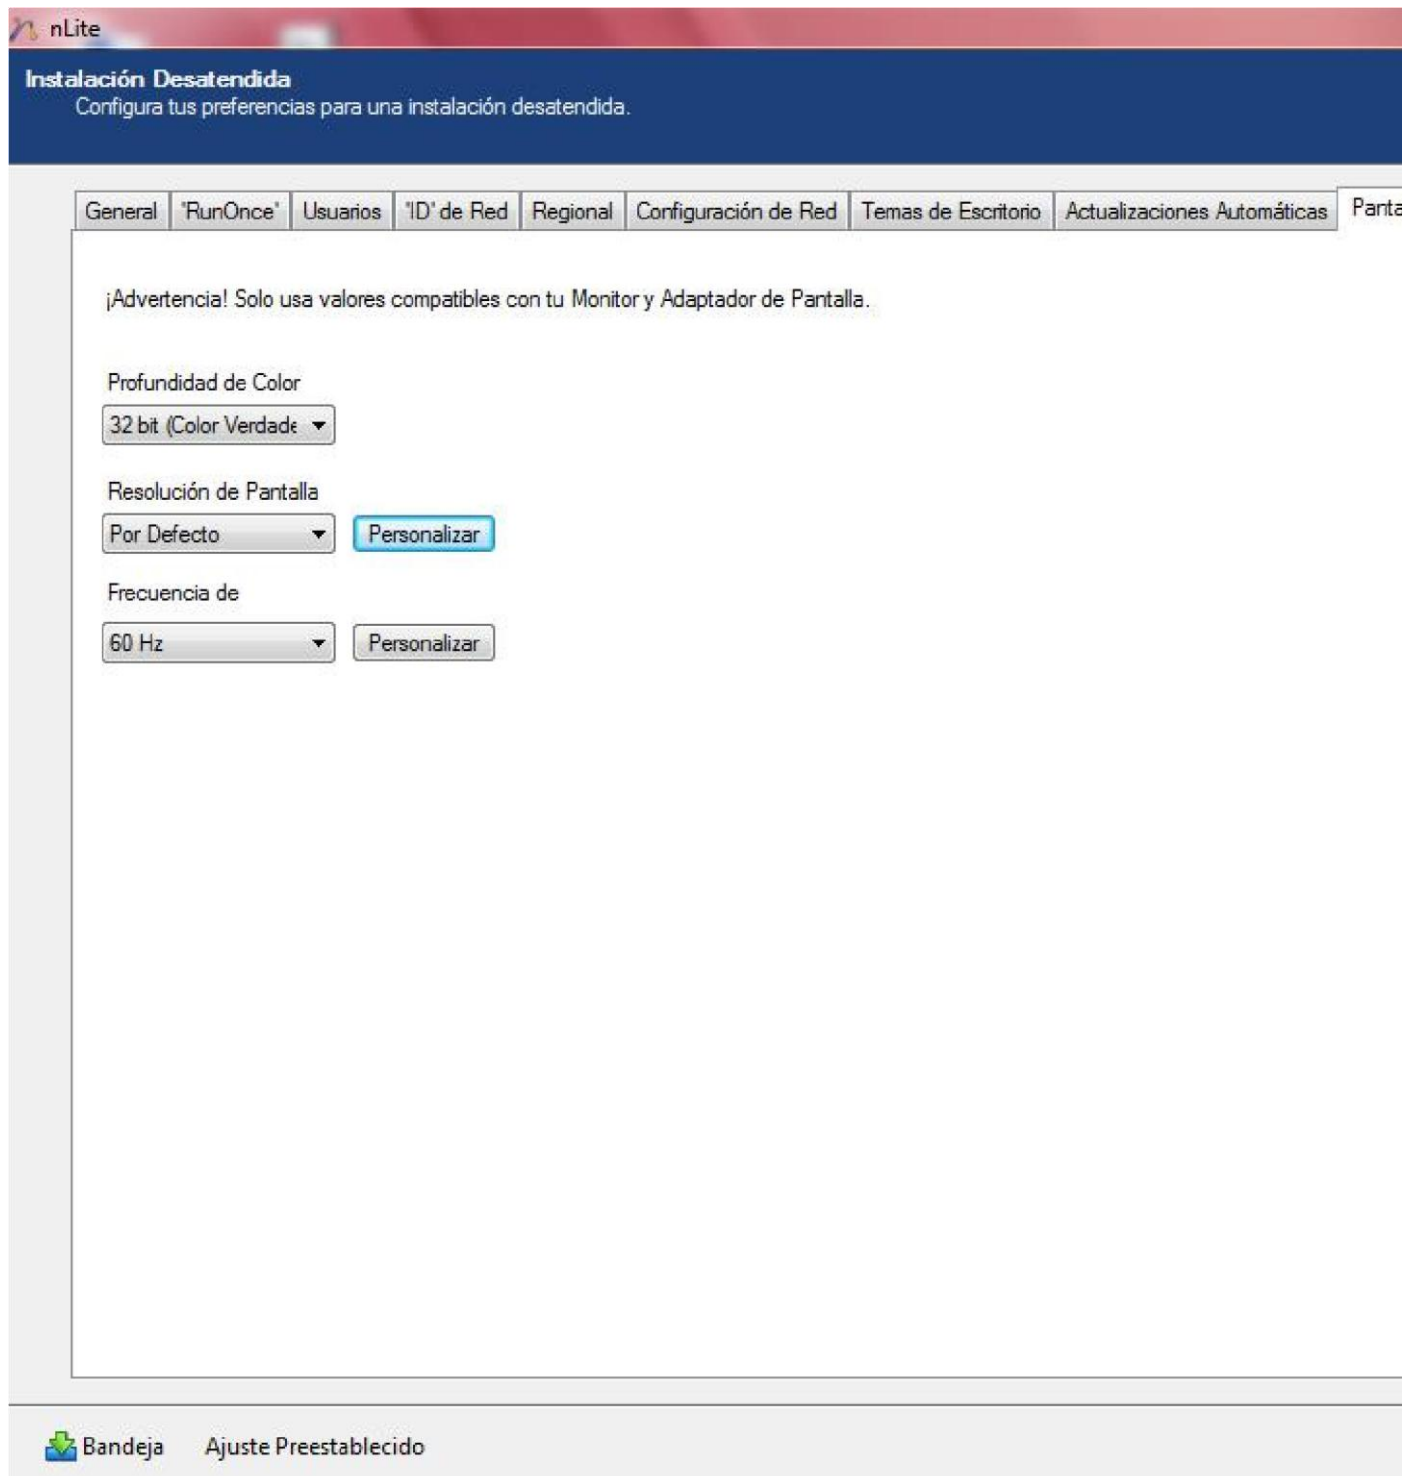 nLite
Instalación Desatendida
Configura tus preferencias para una instalación desatendida.
General "RunOnce" Usuarios "ID" de Red Regional Configuración de Red Temas de Escritorio Actualizaciones Automáticas Panta
¡Advertencia! Solo usa valores compatibles con tu Monitor y Adaptador de Pantalla.
Profundidad de Color
32 bit (Color Verdade
Resolución de Pantalla
Por Defecto Personalizar
Frecuencia de
60 Hz Personalizar
Bandeja Ajuste Preestablecido